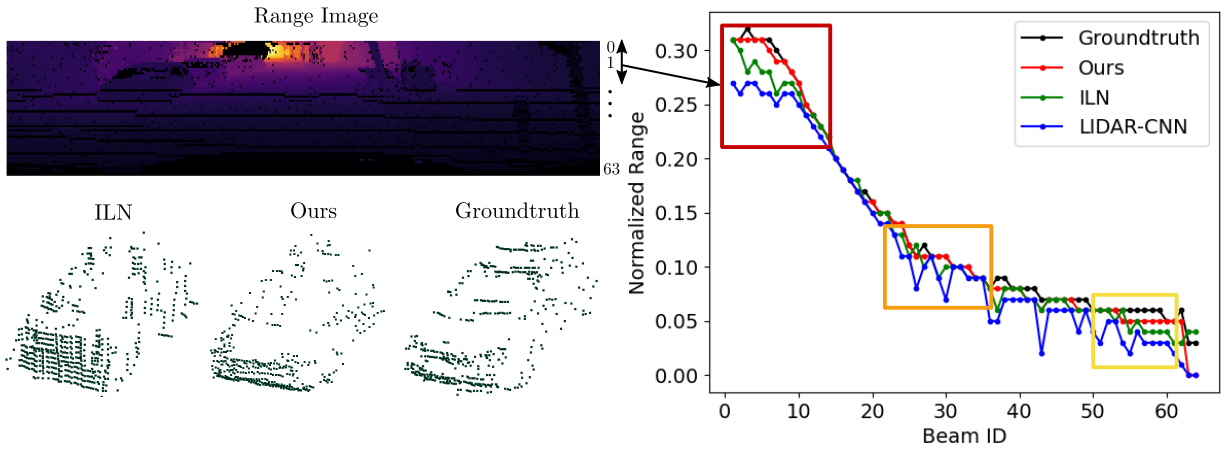 Range Image
0
1
63
ILN
Ours
Groundtruth
Normalized Range
0.30
0.25
0.20
0.15
0.10
0.05
0.00
0 10 20 30 40 50 60
Beam ID
Groundtruth
Ours
ILN
LIDAR-CNN